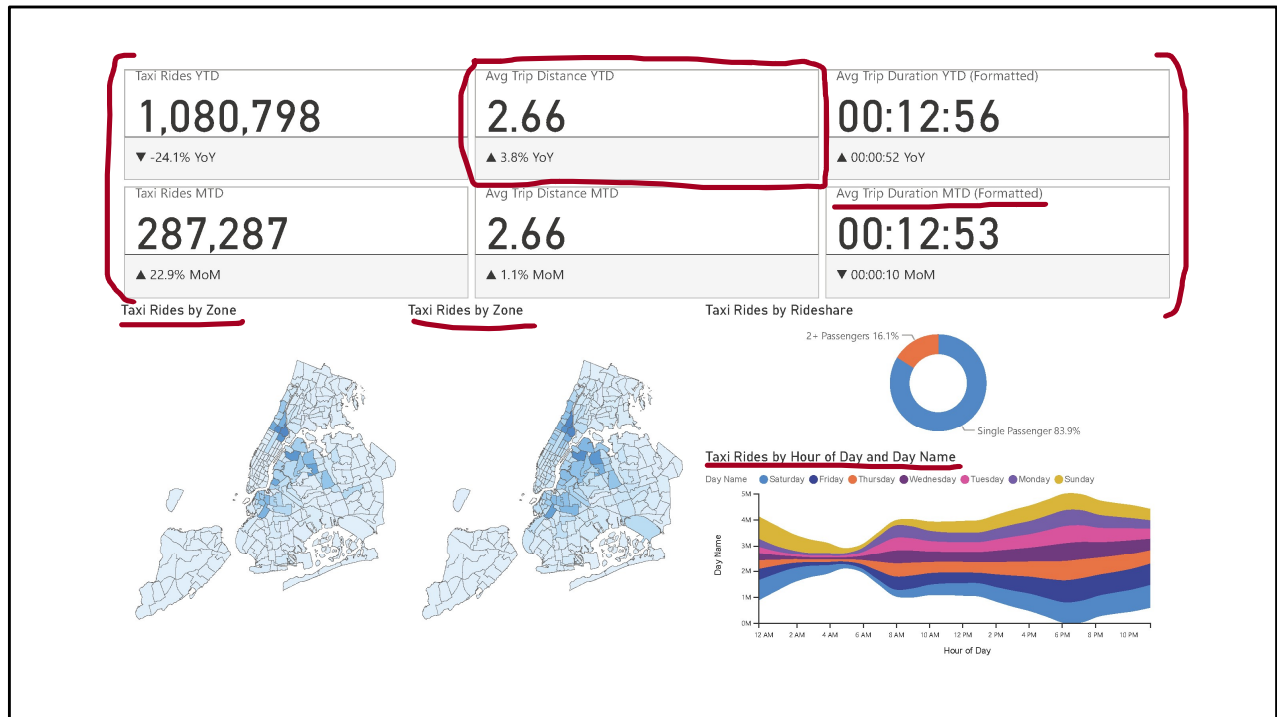 Taxi Rides YTD
1,080,798
▼ -24.1% YoY
Avg Trip Distance YTD
2.66
▲ 3.8% YoY
Avg Trip Duration YTD (Formatted)
00:12:56
▲ 00:00:52 YoY
Taxi Rides MTD
287,287
▲ 22.9% MoM
Avg Trip Distance MTD
2.66
▲ 1.1% MoM
Avg Trip Duration MTD (Formatted)
00:12:53
▼ 00:00:10 MoM
Taxi Rides by Zone
Taxi Rides by Zone
Taxi Rides by Rideshare
2+ Passengers 16.1%
Single Passenger 83.9%
Taxi Rides by Hour of Day and Day Name
Day Name Saturday Friday Thursday Wednesday Tuesday Monday Sunday
Day Name
5M
4M
3M
2M
1M
0M
12 AM 2 AM 4 AM 6 AM 8 AM 10 AM 12 PM 2 PM 4 PM 6 PM 8 PM 10 PM
Hour of Day